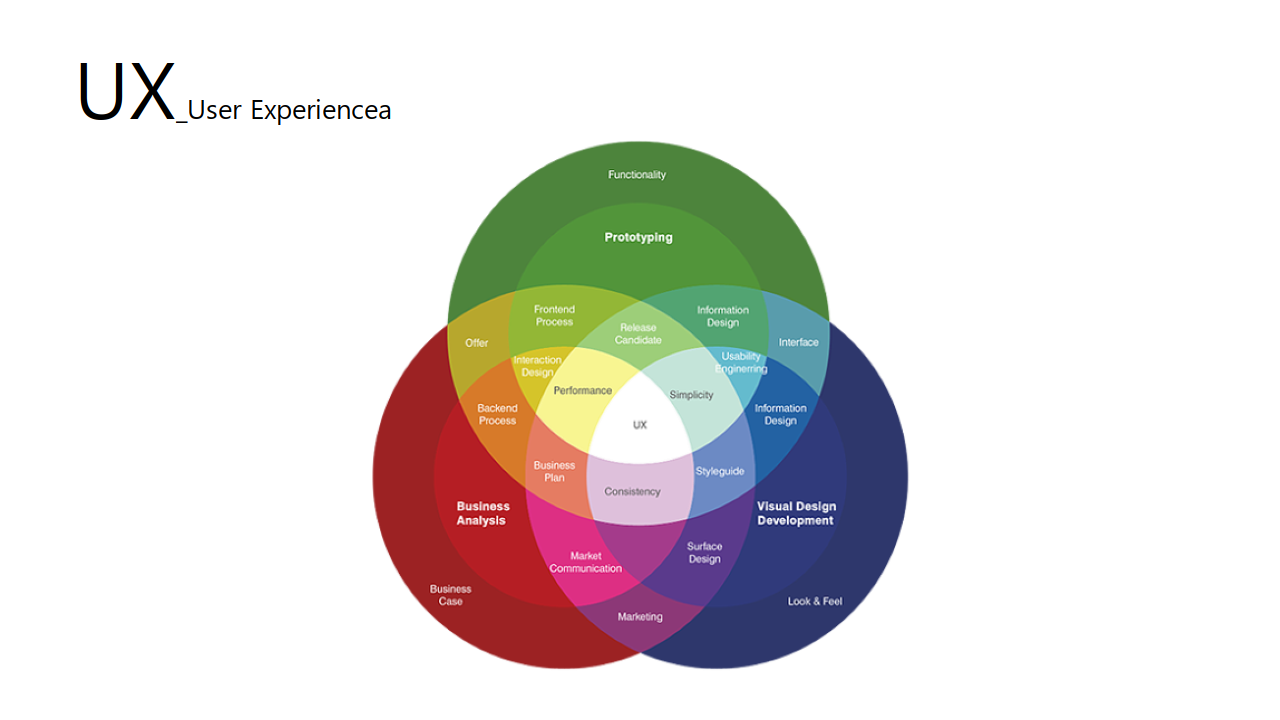 UX_User Experiencea
Functionality
Prototyping
Frontend
Process
Information
Design
Release
Candidate
Offer
Interface
Interaction
Design
Usability
Enginerring
Performance
Simplicity
Backend
Process
Information
Design
UX
Business
Plan
Styleguide
Consistency
Business
Analysis
Visual Design
Development
Market
Communication
Surface
Design
Business
Case
Look & Feel
Marketing